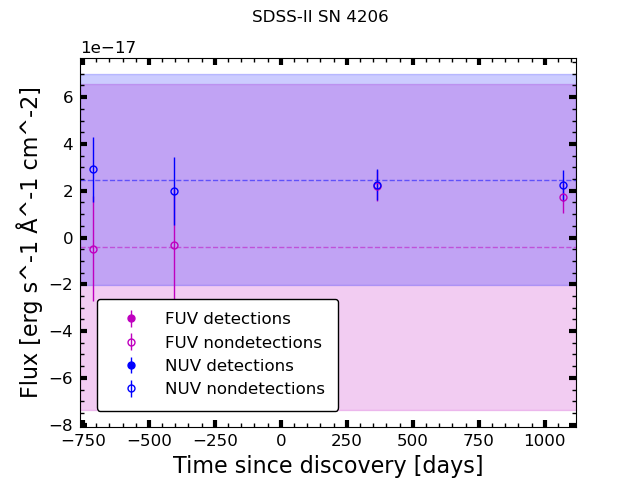 SDSS-II SN 4206
1e−17
6
4
2
0
−2
−4
−6
−8
Flux [erg s^-1 Å^-1 cm^-2]
FUV detections
FUV nondetections
NUV detections
NUV nondetections
−750 −500 −250 0 250 500 750 1000
Time since discovery [days]